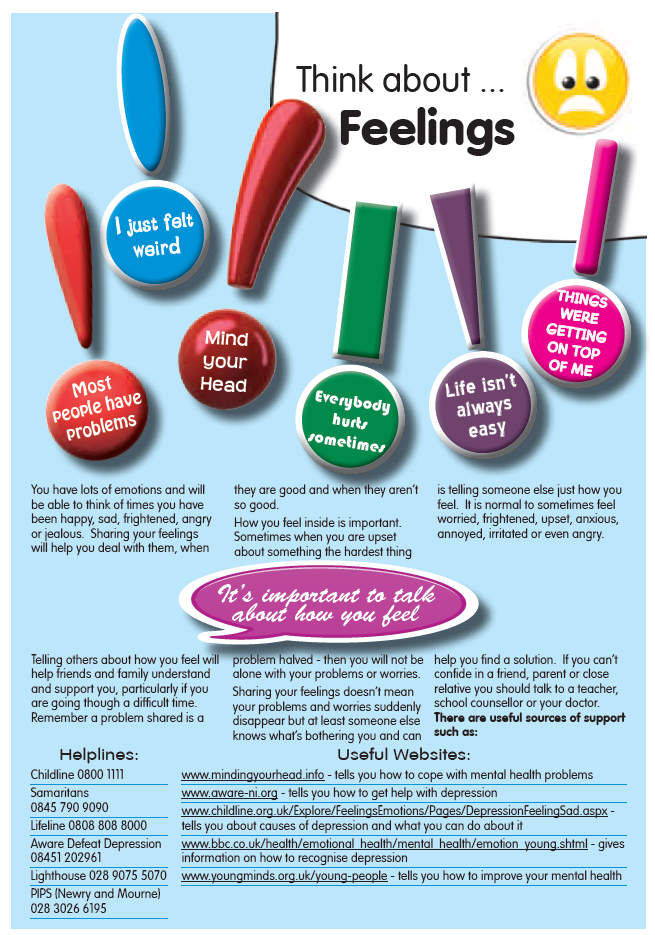 Think about ...
Feelings
I just felt
weird
Mind
your
Head
Most
people have
problems
Everybody
hurts
sometimes
Life isn't
always
easy
THINGS
WERE
GETTING
ON TOP
OF ME
You have lots of emotions and will
be able to think of times you have
been happy, sad, frightened, angry
or jealous. Sharing your feelings
will help you deal with them, when
they are good and when they aren't
so good.
How you feel inside is important.
Sometimes when you are upset
about something the hardest thing
is telling someone else just how you
feel. It is normal to sometimes feel
worried, frightened, upset, anxious,
annoyed, irritated or even angry.
It's important to talk
about how you feel
Telling others about how you feel will
help friends and family understand
and support you, particularly if you
are going though a difficult time.
Remember a problem shared is a
problem halved - then you will not be
alone with your problems or worries.
Sharing your feelings doesn't mean
your problems and worries suddenly
disappear but at least someone else
knows what's bothering you and can
help you find a solution. If you can't
confide in a friend, parent or close
relative you should talk to a teacher,
school counsellor or your doctor.
There are useful sources of support
such as:
Helplines:
Childline 0800 1111
Samaritans
0845 790 9090
Lifeline 0808 808 8000
Aware Defeat Depression
08451 202961
Lighthouse 028 9075 5070
PIPS (Newry and Mourne)
028 3026 6195
Useful Websites:
www.mindingyourhead.info - tells you how to cope with mental health problems
www.aware-ni.org - tells you how to get help with depression
www.childline.org.uk/Explore/FeelingsEmotions/Pages/DepressionFeelingSad.aspx -
tells you about causes of depression and what you can do about it
www.bbc.co.uk/health/emotional_health/mental_health/emotion_young.shtml - gives
information on how to recognise depression
www.youngminds.org.uk/young-people - tells you how to improve your mental health